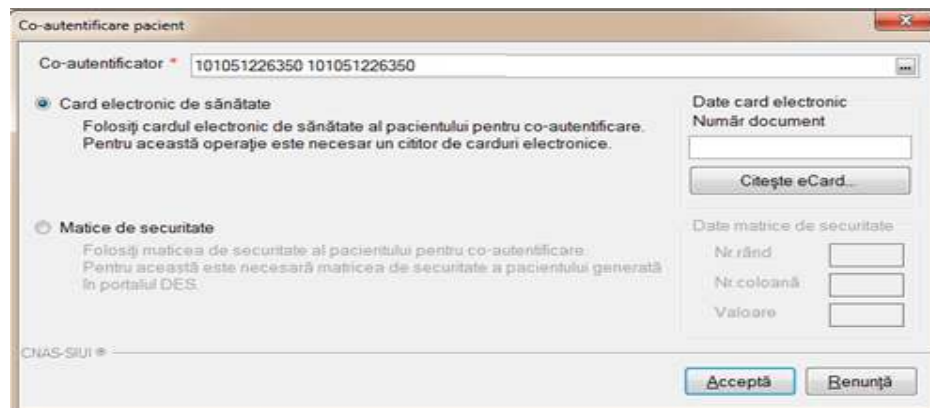 Co-autentificare pacient
Co-autentificator * 101051226350 101051226350 ...
Card electronic de sănătate
Folosiţi cardul electronic de sănătate al pacientului pentru co-autentificare.
Pentru această operaţie este necesar un cititor de carduri electronice.
Date card electronic
Număr document
Citeşte eCard...
Matice de securitate
Folosiţi maticea de securitate al pacientului pentru co-autentificare.
Pentru această este necesară matricea de securitate a pacientului generată
în portalul DES.
Date matrice de securitate
Nr.rând
Nr.coloană
Valoare
CNAS-SIUI ®
Acceptă
Renunţă